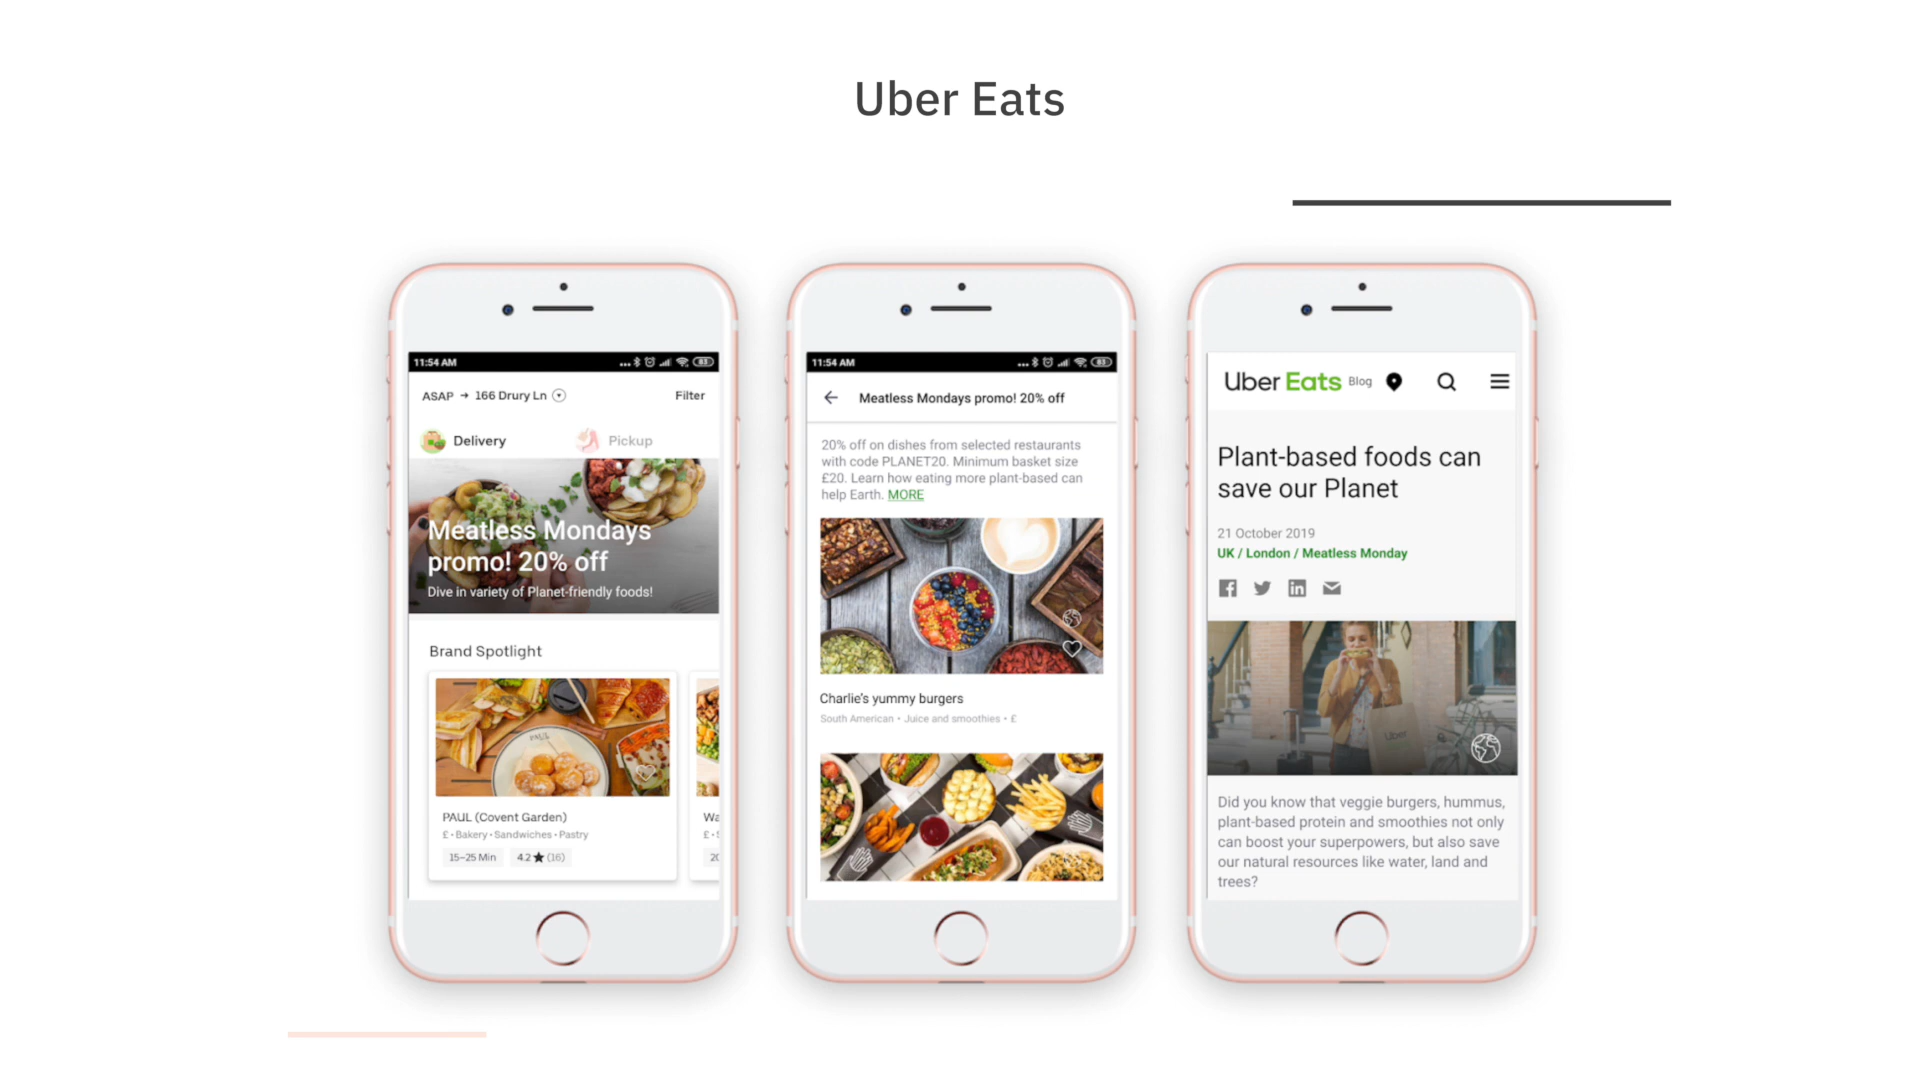 Uber Eats
11:54 AM
83
ASAP → 166 Drury Ln
Filter
Delivery
Pickup
Meatless Mondays
promo! 20% off
Dive in variety of Planet-friendly foods!
Brand Spotlight
PAUL
PAUL (Covent Garden)
£ • Bakery • Sandwiches • Pastry
15–25 Min 4.2 ★ (16)
Wa
£ • S
20
11:54 AM
83
← Meatless Mondays promo! 20% off
20% off on dishes from selected restaurants
with code PLANET20. Minimum basket size
£20. Learn how eating more plant-based can
help Earth. MORE
Charlie's yummy burgers
South American • Juice and smoothies • £
Uber Eats Blog
Plant-based foods can
save our Planet
21 October 2019
UK / London / Meatless Monday
Uber
Did you know that veggie burgers, hummus,
plant-based protein and smoothies not only
can boost your superpowers, but also save
our natural resources like water, land and
trees?